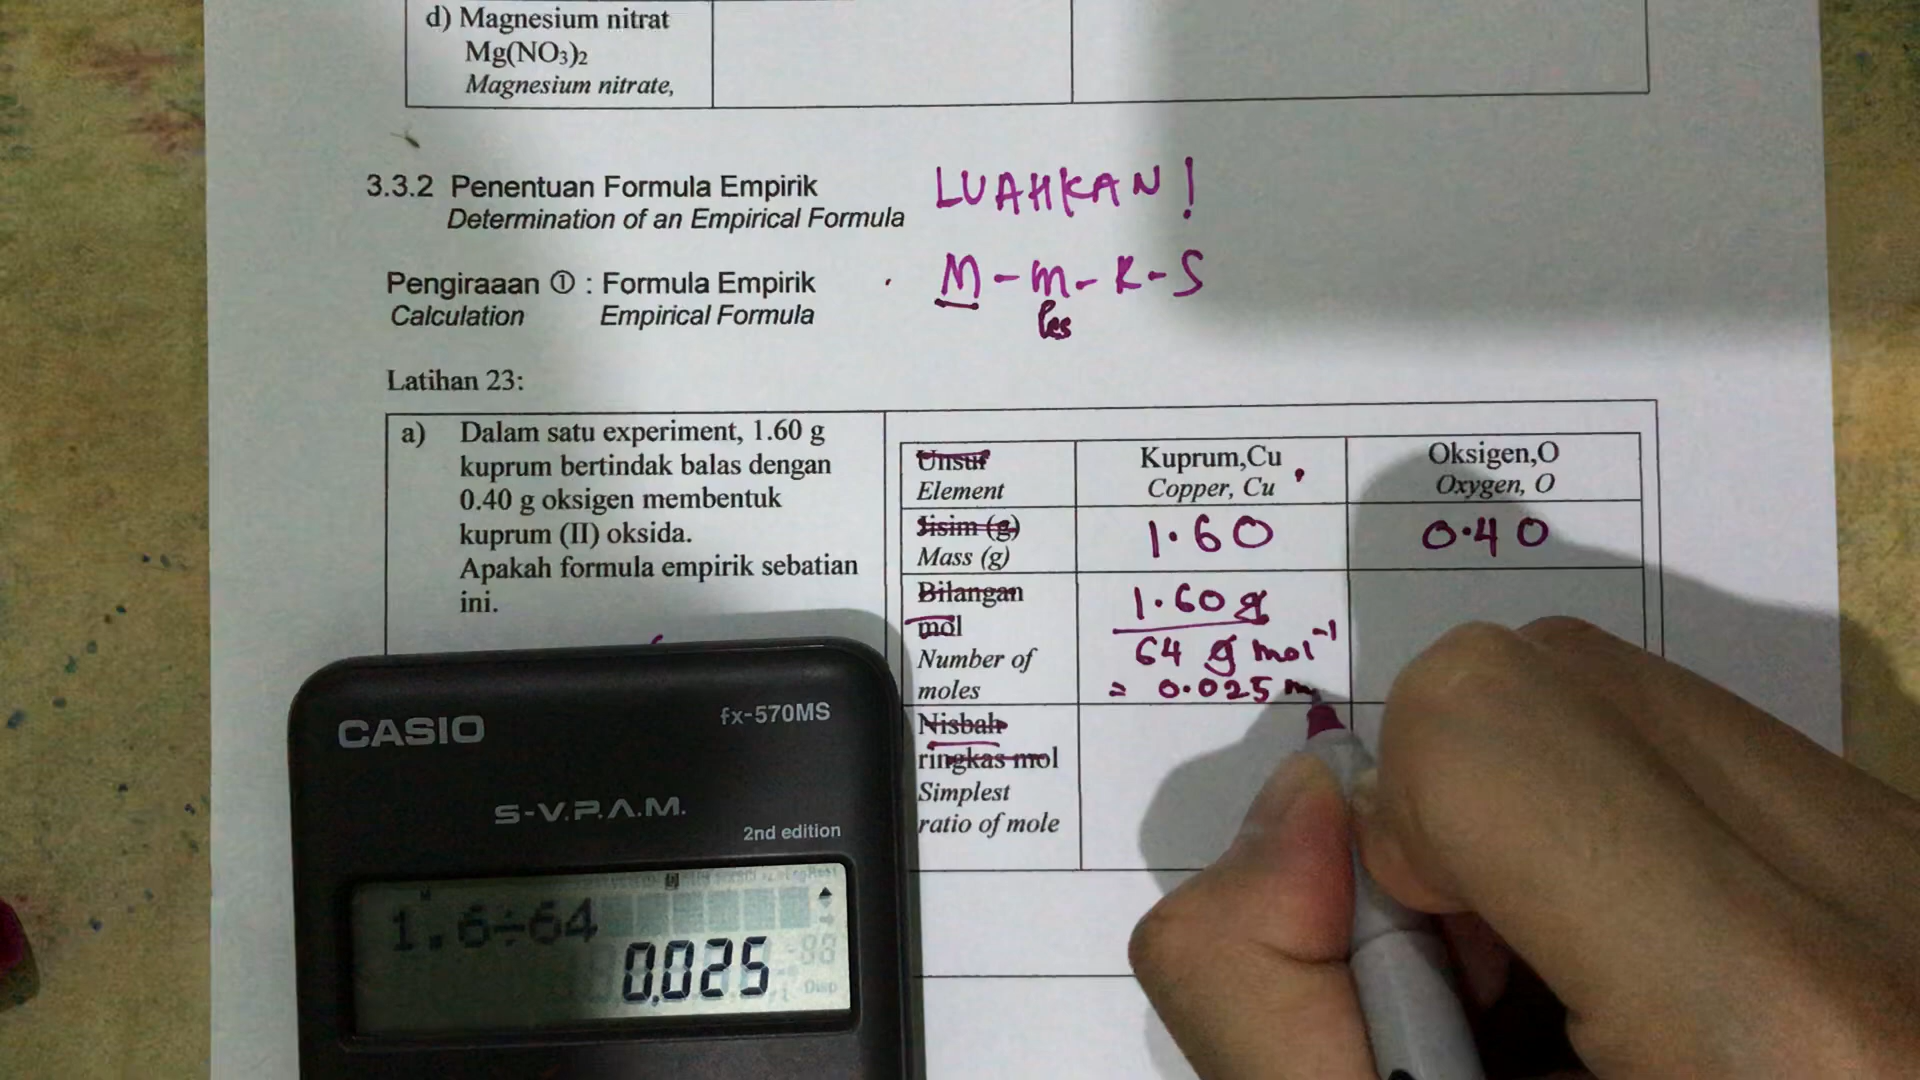 d) Magnesium nitrat
Mg(NO₃)₂
Magnesium nitrate,
3.3.2 Penentuan Formula Empirik
Determination of an Empirical Formula
LUAHKAN!
Pengiraaan ① : Formula Empirik
Calculation Empirical Formula
M - m - R - S
Latihan 23:
a) Dalam satu experiment, 1.60 g
kuprum bertindak balas dengan
0.40 g oksigen membentuk
kuprum (II) oksida.
Apakah formula empirik sebatian
ini.
Unsur
Element
Kuprum,Cu
Copper, Cu
Oksigen,O
Oxygen, O
Jisim (g)
Mass (g)
1.60
0.40
Bilangan
mol
Number of
moles
1.60 g
64 g mol⁻¹
= 0.025 m
Nisbah
ringkas mol
Simplest
ratio of mole
CASIO
fx-570MS
S-V.P.A.M.
2nd edition
1.6÷64
0.025
Disp